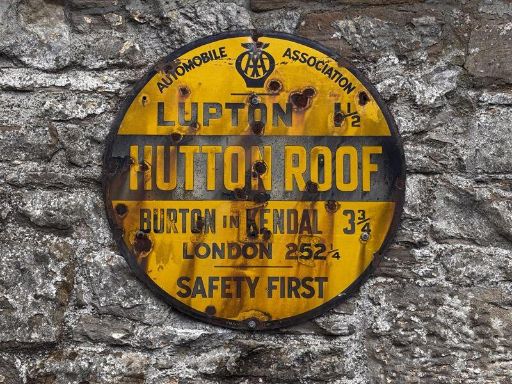 AUTOMOBILE ASSOCIATION
AA
LUPTON 1½
HUTTON ROOF
BURTON IN KENDAL 3¾
LONDON 252¼
SAFETY FIRST